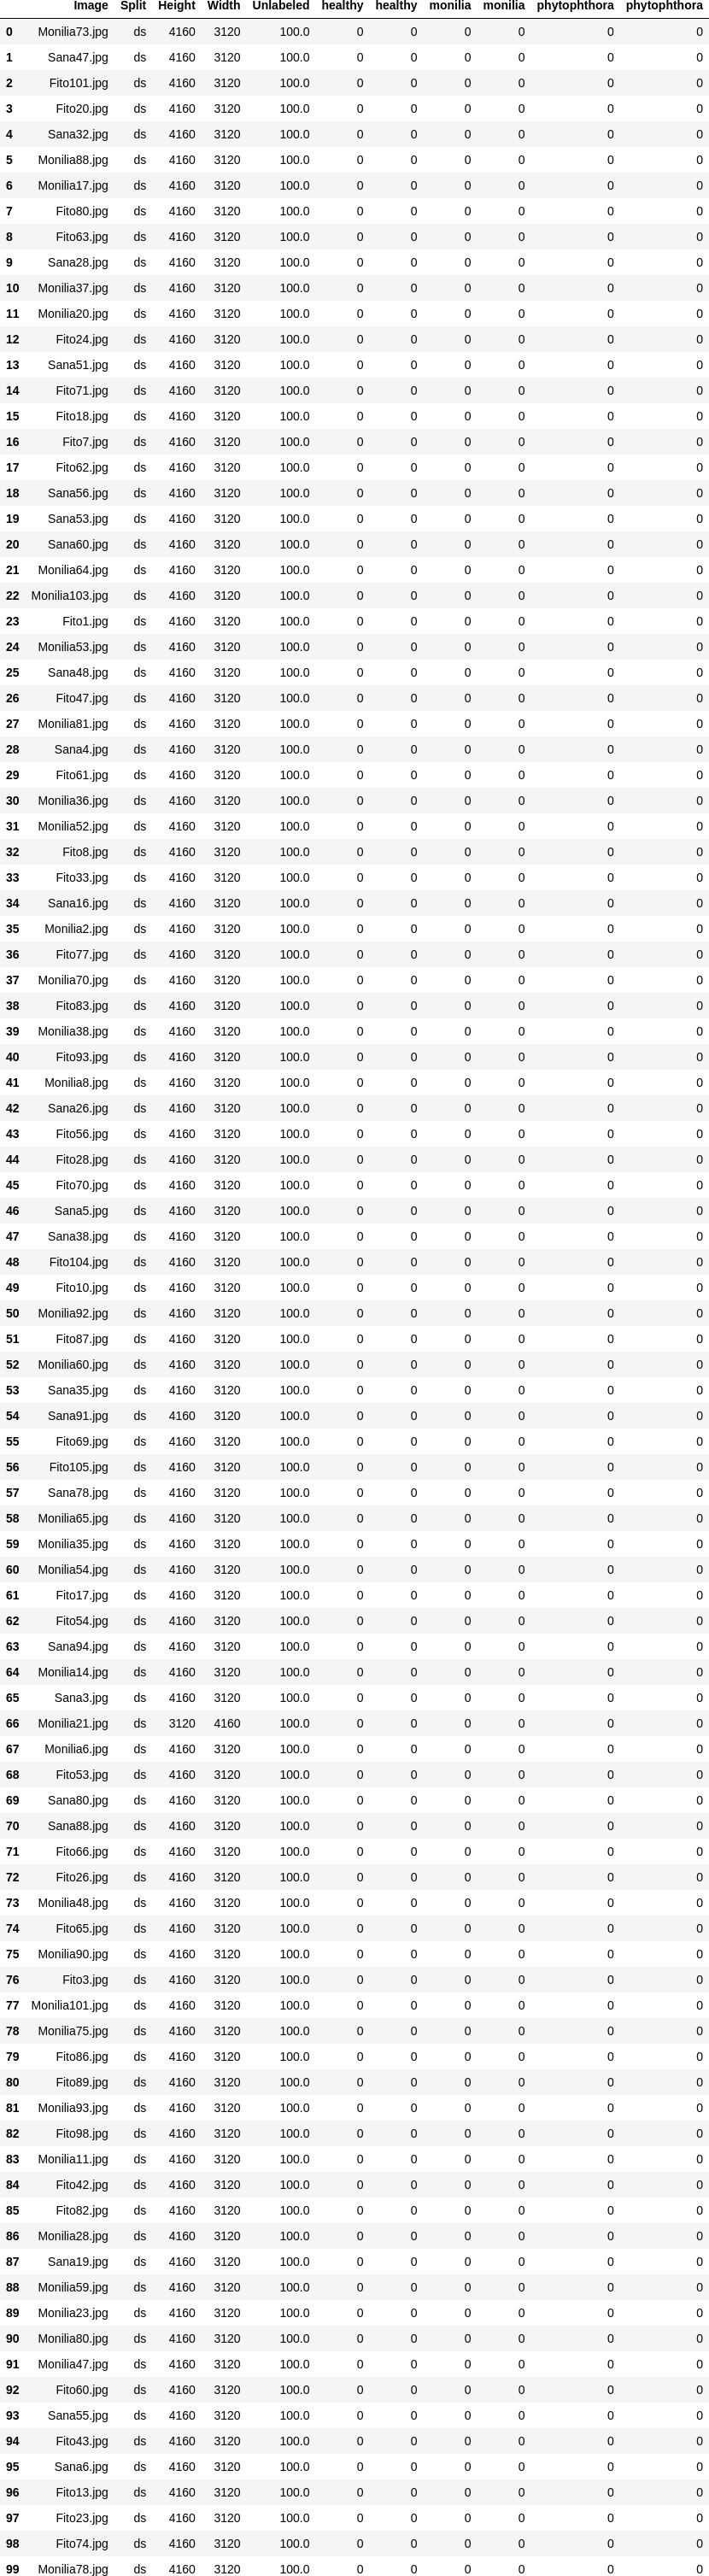 Image Split Height Width Unlabeled healthy healthy monilia monilia phytophthora phytophthora
0 Monilia73.jpg ds 4160 3120 100.0 0 0 0 0 0 0
1 Sana47.jpg ds 4160 3120 100.0 0 0 0 0 0 0
2 Fito101.jpg ds 4160 3120 100.0 0 0 0 0 0 0
3 Fito20.jpg ds 4160 3120 100.0 0 0 0 0 0 0
4 Sana32.jpg ds 4160 3120 100.0 0 0 0 0 0 0
5 Monilia88.jpg ds 4160 3120 100.0 0 0 0 0 0 0
6 Monilia17.jpg ds 4160 3120 100.0 0 0 0 0 0 0
7 Fito80.jpg ds 4160 3120 100.0 0 0 0 0 0 0
8 Fito63.jpg ds 4160 3120 100.0 0 0 0 0 0 0
9 Sana28.jpg ds 4160 3120 100.0 0 0 0 0 0 0
10 Monilia37.jpg ds 4160 3120 100.0 0 0 0 0 0 0
11 Monilia20.jpg ds 4160 3120 100.0 0 0 0 0 0 0
12 Fito24.jpg ds 4160 3120 100.0 0 0 0 0 0 0
13 Sana51.jpg ds 4160 3120 100.0 0 0 0 0 0 0
14 Fito71.jpg ds 4160 3120 100.0 0 0 0 0 0 0
15 Fito18.jpg ds 4160 3120 100.0 0 0 0 0 0 0
16 Fito7.jpg ds 4160 3120 100.0 0 0 0 0 0 0
17 Fito62.jpg ds 4160 3120 100.0 0 0 0 0 0 0
18 Sana56.jpg ds 4160 3120 100.0 0 0 0 0 0 0
19 Sana53.jpg ds 4160 3120 100.0 0 0 0 0 0 0
20 Sana60.jpg ds 4160 3120 100.0 0 0 0 0 0 0
21 Monilia64.jpg ds 4160 3120 100.0 0 0 0 0 0 0
22 Monilia103.jpg ds 4160 3120 100.0 0 0 0 0 0 0
23 Fito1.jpg ds 4160 3120 100.0 0 0 0 0 0 0
24 Monilia53.jpg ds 4160 3120 100.0 0 0 0 0 0 0
25 Sana48.jpg ds 4160 3120 100.0 0 0 0 0 0 0
26 Fito47.jpg ds 4160 3120 100.0 0 0 0 0 0 0
27 Monilia81.jpg ds 4160 3120 100.0 0 0 0 0 0 0
28 Sana4.jpg ds 4160 3120 100.0 0 0 0 0 0 0
29 Fito61.jpg ds 4160 3120 100.0 0 0 0 0 0 0
30 Monilia36.jpg ds 4160 3120 100.0 0 0 0 0 0 0
31 Monilia52.jpg ds 4160 3120 100.0 0 0 0 0 0 0
32 Fito8.jpg ds 4160 3120 100.0 0 0 0 0 0 0
33 Fito33.jpg ds 4160 3120 100.0 0 0 0 0 0 0
34 Sana16.jpg ds 4160 3120 100.0 0 0 0 0 0 0
35 Monilia2.jpg ds 4160 3120 100.0 0 0 0 0 0 0
36 Fito77.jpg ds 4160 3120 100.0 0 0 0 0 0 0
37 Monilia70.jpg ds 4160 3120 100.0 0 0 0 0 0 0
38 Fito83.jpg ds 4160 3120 100.0 0 0 0 0 0 0
39 Monilia38.jpg ds 4160 3120 100.0 0 0 0 0 0 0
40 Fito93.jpg ds 4160 3120 100.0 0 0 0 0 0 0
41 Monilia8.jpg ds 4160 3120 100.0 0 0 0 0 0 0
42 Sana26.jpg ds 4160 3120 100.0 0 0 0 0 0 0
43 Fito56.jpg ds 4160 3120 100.0 0 0 0 0 0 0
44 Fito28.jpg ds 4160 3120 100.0 0 0 0 0 0 0
45 Fito70.jpg ds 4160 3120 100.0 0 0 0 0 0 0
46 Sana5.jpg ds 4160 3120 100.0 0 0 0 0 0 0
47 Sana38.jpg ds 4160 3120 100.0 0 0 0 0 0 0
48 Fito104.jpg ds 4160 3120 100.0 0 0 0 0 0 0
49 Fito10.jpg ds 4160 3120 100.0 0 0 0 0 0 0
50 Monilia92.jpg ds 4160 3120 100.0 0 0 0 0 0 0
51 Fito87.jpg ds 4160 3120 100.0 0 0 0 0 0 0
52 Monilia60.jpg ds 4160 3120 100.0 0 0 0 0 0 0
53 Sana35.jpg ds 4160 3120 100.0 0 0 0 0 0 0
54 Sana91.jpg ds 4160 3120 100.0 0 0 0 0 0 0
55 Fito69.jpg ds 4160 3120 100.0 0 0 0 0 0 0
56 Fito105.jpg ds 4160 3120 100.0 0 0 0 0 0 0
57 Sana78.jpg ds 4160 3120 100.0 0 0 0 0 0 0
58 Monilia65.jpg ds 4160 3120 100.0 0 0 0 0 0 0
59 Monilia35.jpg ds 4160 3120 100.0 0 0 0 0 0 0
60 Monilia54.jpg ds 4160 3120 100.0 0 0 0 0 0 0
61 Fito17.jpg ds 4160 3120 100.0 0 0 0 0 0 0
62 Fito54.jpg ds 4160 3120 100.0 0 0 0 0 0 0
63 Sana94.jpg ds 4160 3120 100.0 0 0 0 0 0 0
64 Monilia14.jpg ds 4160 3120 100.0 0 0 0 0 0 0
65 Sana3.jpg ds 4160 3120 100.0 0 0 0 0 0 0
66 Monilia21.jpg ds 3120 4160 100.0 0 0 0 0 0 0
67 Monilia6.jpg ds 4160 3120 100.0 0 0 0 0 0 0
68 Fito53.jpg ds 4160 3120 100.0 0 0 0 0 0 0
69 Sana80.jpg ds 4160 3120 100.0 0 0 0 0 0 0
70 Sana88.jpg ds 4160 3120 100.0 0 0 0 0 0 0
71 Fito66.jpg ds 4160 3120 100.0 0 0 0 0 0 0
72 Fito26.jpg ds 4160 3120 100.0 0 0 0 0 0 0
73 Monilia48.jpg ds 4160 3120 100.0 0 0 0 0 0 0
74 Fito65.jpg ds 4160 3120 100.0 0 0 0 0 0 0
75 Monilia90.jpg ds 4160 3120 100.0 0 0 0 0 0 0
76 Fito3.jpg ds 4160 3120 100.0 0 0 0 0 0 0
77 Monilia101.jpg ds 4160 3120 100.0 0 0 0 0 0 0
78 Monilia75.jpg ds 4160 3120 100.0 0 0 0 0 0 0
79 Fito86.jpg ds 4160 3120 100.0 0 0 0 0 0 0
80 Fito89.jpg ds 4160 3120 100.0 0 0 0 0 0 0
81 Monilia93.jpg ds 4160 3120 100.0 0 0 0 0 0 0
82 Fito98.jpg ds 4160 3120 100.0 0 0 0 0 0 0
83 Monilia11.jpg ds 4160 3120 100.0 0 0 0 0 0 0
84 Fito42.jpg ds 4160 3120 100.0 0 0 0 0 0 0
85 Fito82.jpg ds 4160 3120 100.0 0 0 0 0 0 0
86 Monilia28.jpg ds 4160 3120 100.0 0 0 0 0 0 0
87 Sana19.jpg ds 4160 3120 100.0 0 0 0 0 0 0
88 Monilia59.jpg ds 4160 3120 100.0 0 0 0 0 0 0
89 Monilia23.jpg ds 4160 3120 100.0 0 0 0 0 0 0
90 Monilia80.jpg ds 4160 3120 100.0 0 0 0 0 0 0
91 Monilia47.jpg ds 4160 3120 100.0 0 0 0 0 0 0
92 Fito60.jpg ds 4160 3120 100.0 0 0 0 0 0 0
93 Sana55.jpg ds 4160 3120 100.0 0 0 0 0 0 0
94 Fito43.jpg ds 4160 3120 100.0 0 0 0 0 0 0
95 Sana6.jpg ds 4160 3120 100.0 0 0 0 0 0 0
96 Fito13.jpg ds 4160 3120 100.0 0 0 0 0 0 0
97 Fito23.jpg ds 4160 3120 100.0 0 0 0 0 0 0
98 Fito74.jpg ds 4160 3120 100.0 0 0 0 0 0 0
99 Monilia78.jpg ds 4160 3120 100.0 0 0 0 0 0 0